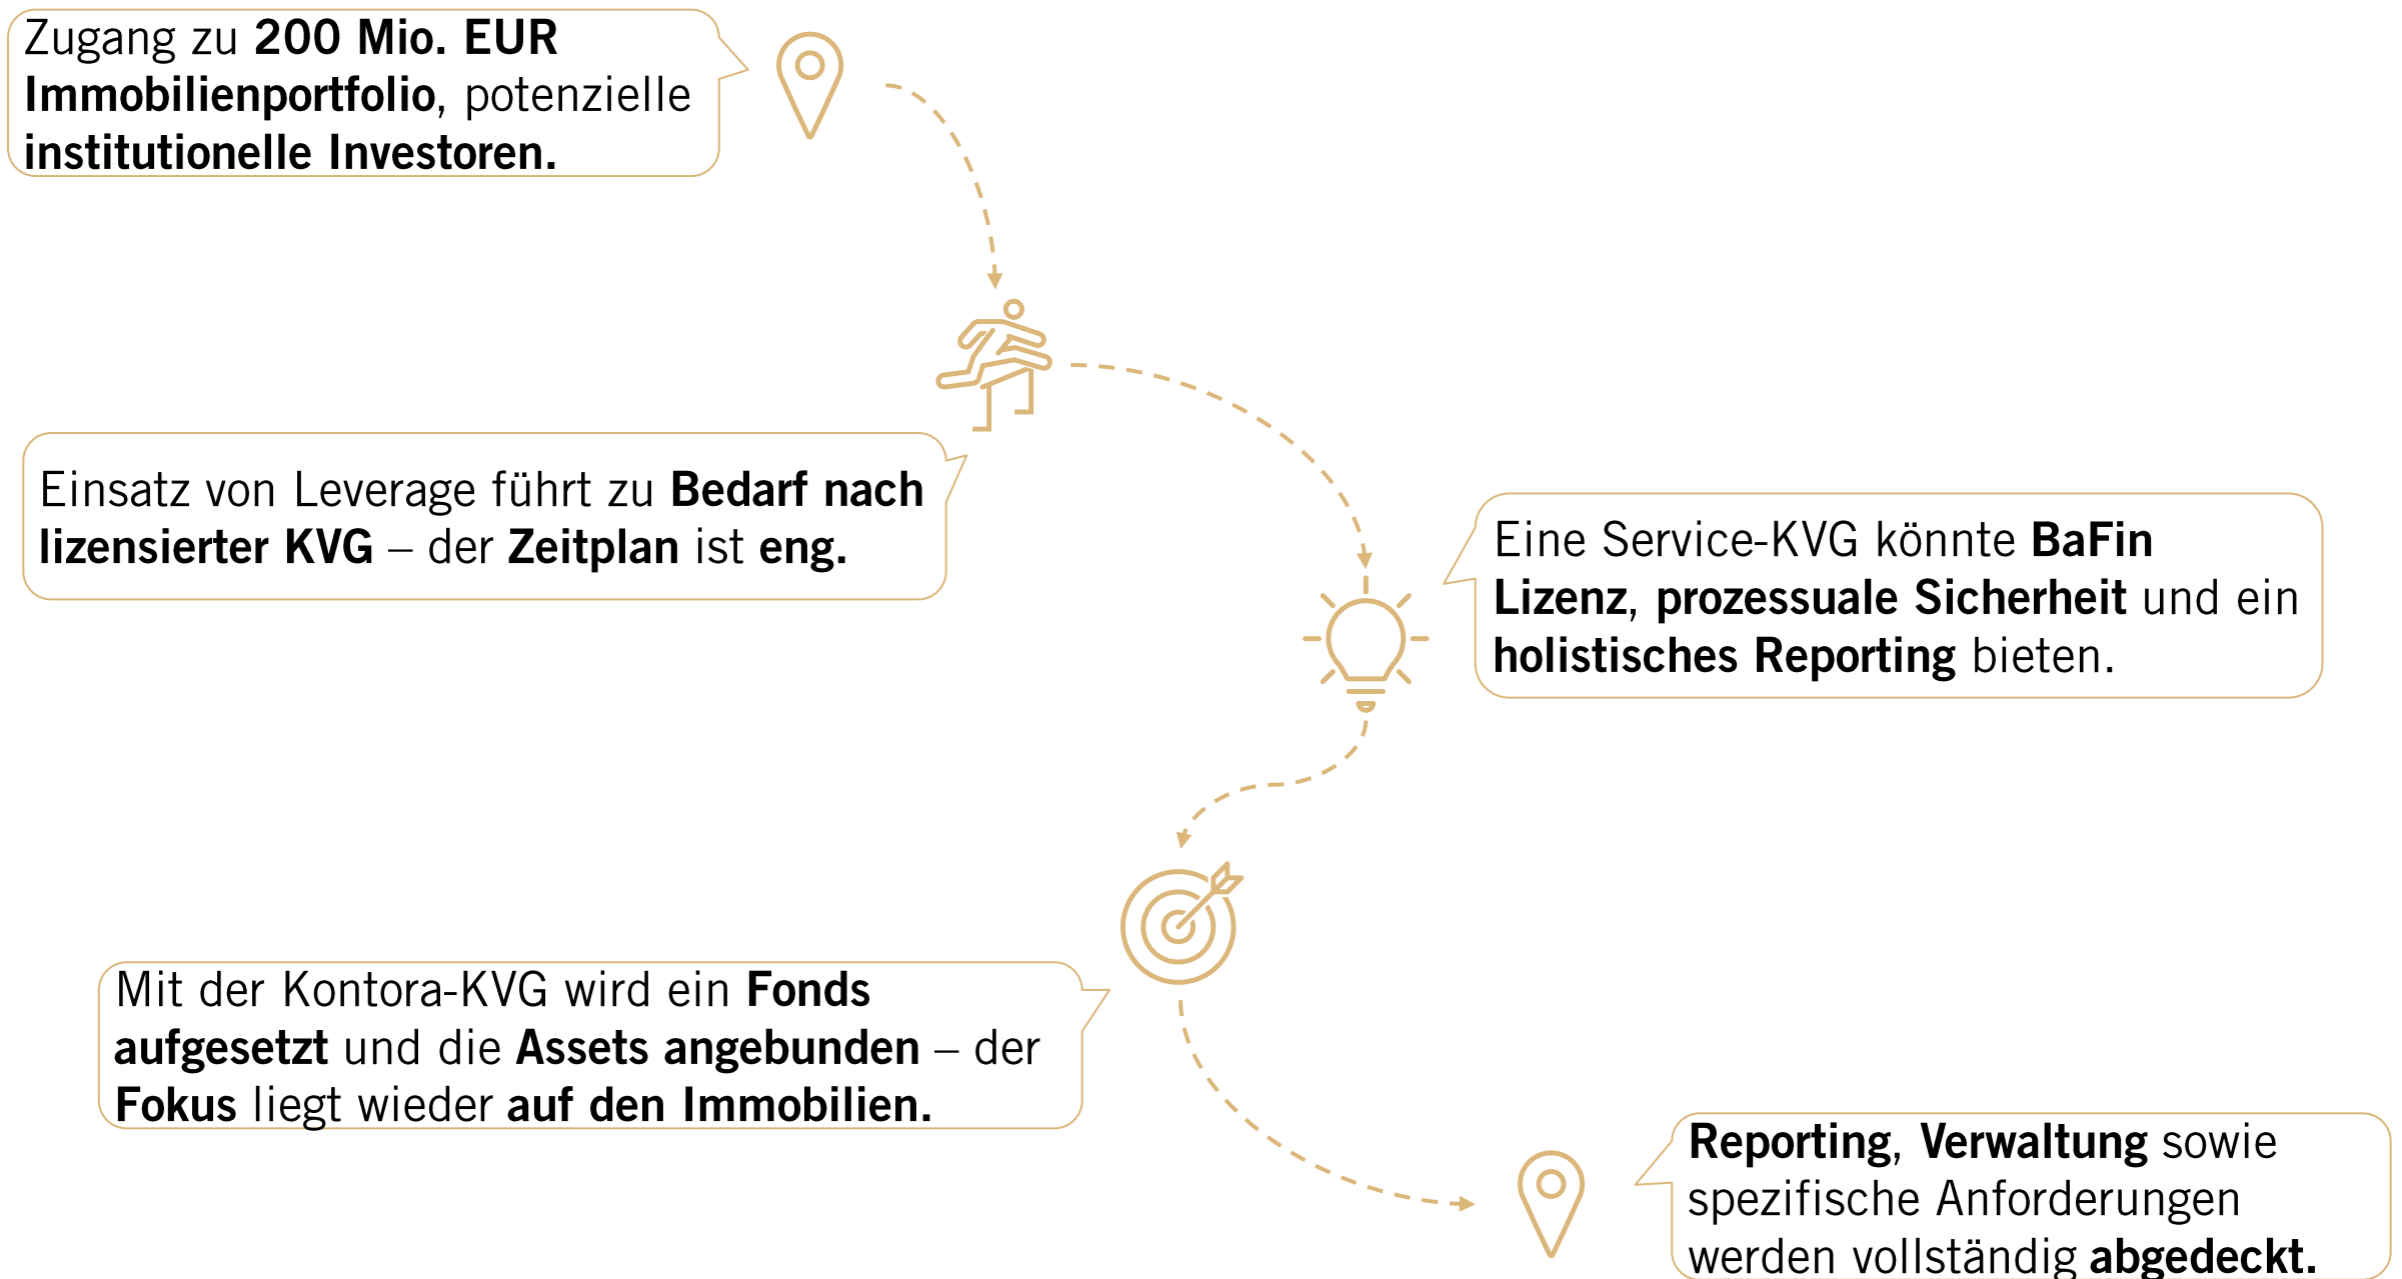 Zugang zu 200 Mio. EUR
Immobilienportfolio, potenzielle
institutionelle Investoren.
Einsatz von Leverage führt zu Bedarf nach
lizensierter KVG – der Zeitplan ist eng.
Eine Service-KVG könnte BaFin
Lizenz, prozessuale Sicherheit und ein
holistisches Reporting bieten.
Mit der Kontora-KVG wird ein Fonds
aufgesetzt und die Assets angebunden – der
Fokus liegt wieder auf den Immobilien.
Reporting, Verwaltung sowie
spezifische Anforderungen
werden vollständig abgedeckt.